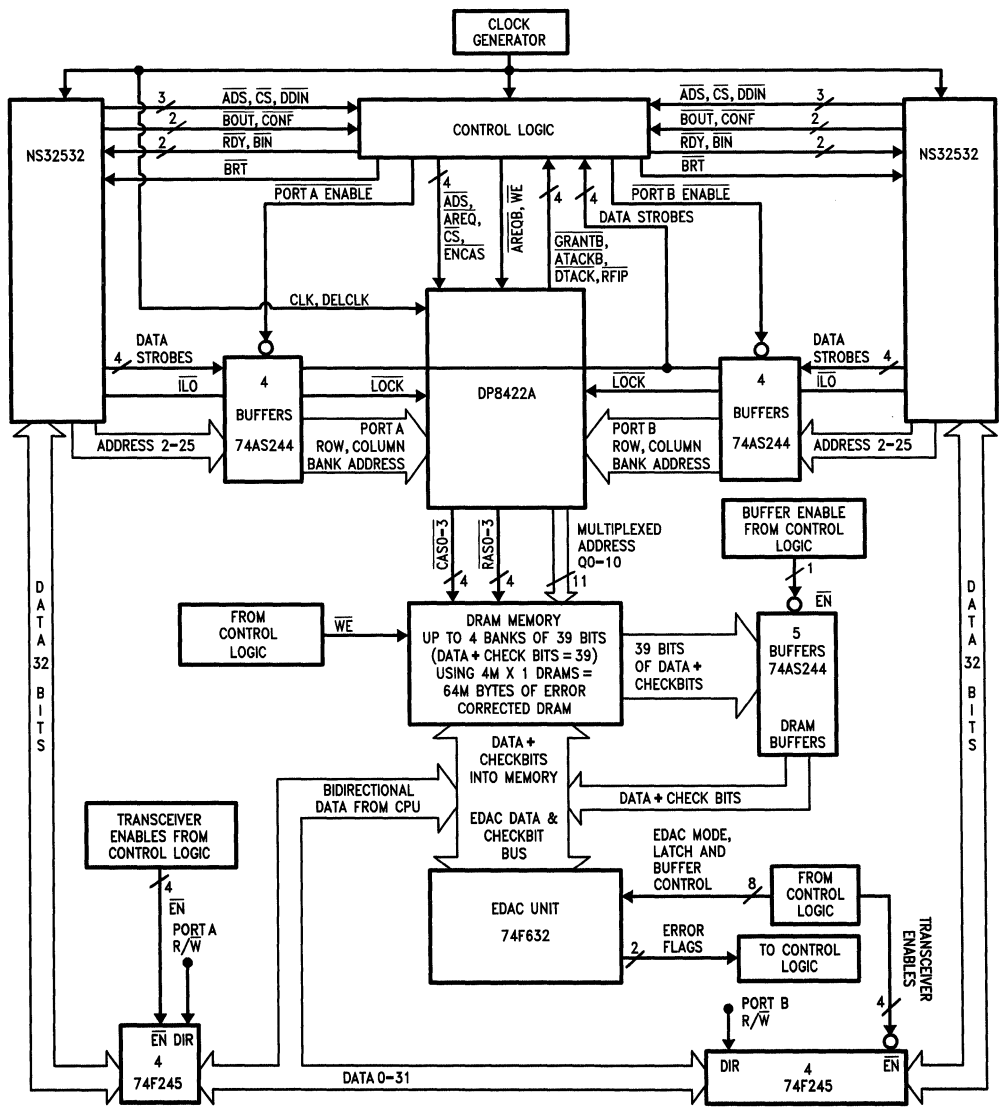 CLOCK
GENERATOR
NS32532
3
ADS, CS, DDIN
2
BOUT, CONF
2
RDY, BIN
BRT
CONTROL LOGIC
ADS, CS, DDIN
3
BOUT, CONF
2
RDY, BIN
2
BRT
NS32532
PORT A ENABLE
4
ADS,
AREQ,
CS,
ENCAS
AREQB, WE
4
4
PORT B ENABLE
DATA STROBES
GRANTB,
ATACKB,
DTACK, RFIP
CLK, DELCLK
DATA
STROBES
4
ILO
ADDRESS 2-25
4
BUFFERS
74AS244
LOCK
PORT A
ROW, COLUMN
BANK ADDRESS
DP8422A
LOCK
PORT B
ROW, COLUMN
BANK ADDRESS
4
BUFFERS
74AS244
DATA
STROBES
4
ILO
ADDRESS 2-25
CAS0-3
4
RAS0-3
4
MULTIPLEXED
ADDRESS
Q0-10
11
BUFFER ENABLE
FROM CONTROL
LOGIC
1
EN
DATA 32 BITS
DATA 32 BITS
FROM
CONTROL
LOGIC
WE
DRAM MEMORY
UP TO 4 BANKS OF 39 BITS
(DATA + CHECK BITS = 39)
USING 4M X 1 DRAMS =
64M BYTES OF ERROR
CORRECTED DRAM
39 BITS
OF DATA +
CHECKBITS
5
BUFFERS
74AS244
DRAM
BUFFERS
DATA +
CHECKBITS
INTO MEMORY
BIDIRECTIONAL
DATA FROM CPU
DATA + CHECK BITS
EDAC DATA &
CHECKBIT
BUS
TRANSCEIVER
ENABLES FROM
CONTROL LOGIC
4
EN
PORT A
R/W
EDAC UNIT
74F632
EDAC MODE,
LATCH AND
BUFFER
CONTROL
8
FROM
CONTROL
LOGIC
2
ERROR
FLAGS
TO CONTROL
LOGIC
TRANSCEIVER
ENABLES
4
PORT B
R/W
EN DIR
4
74F245
DATA 0-31
DIR
EN
4
74F245